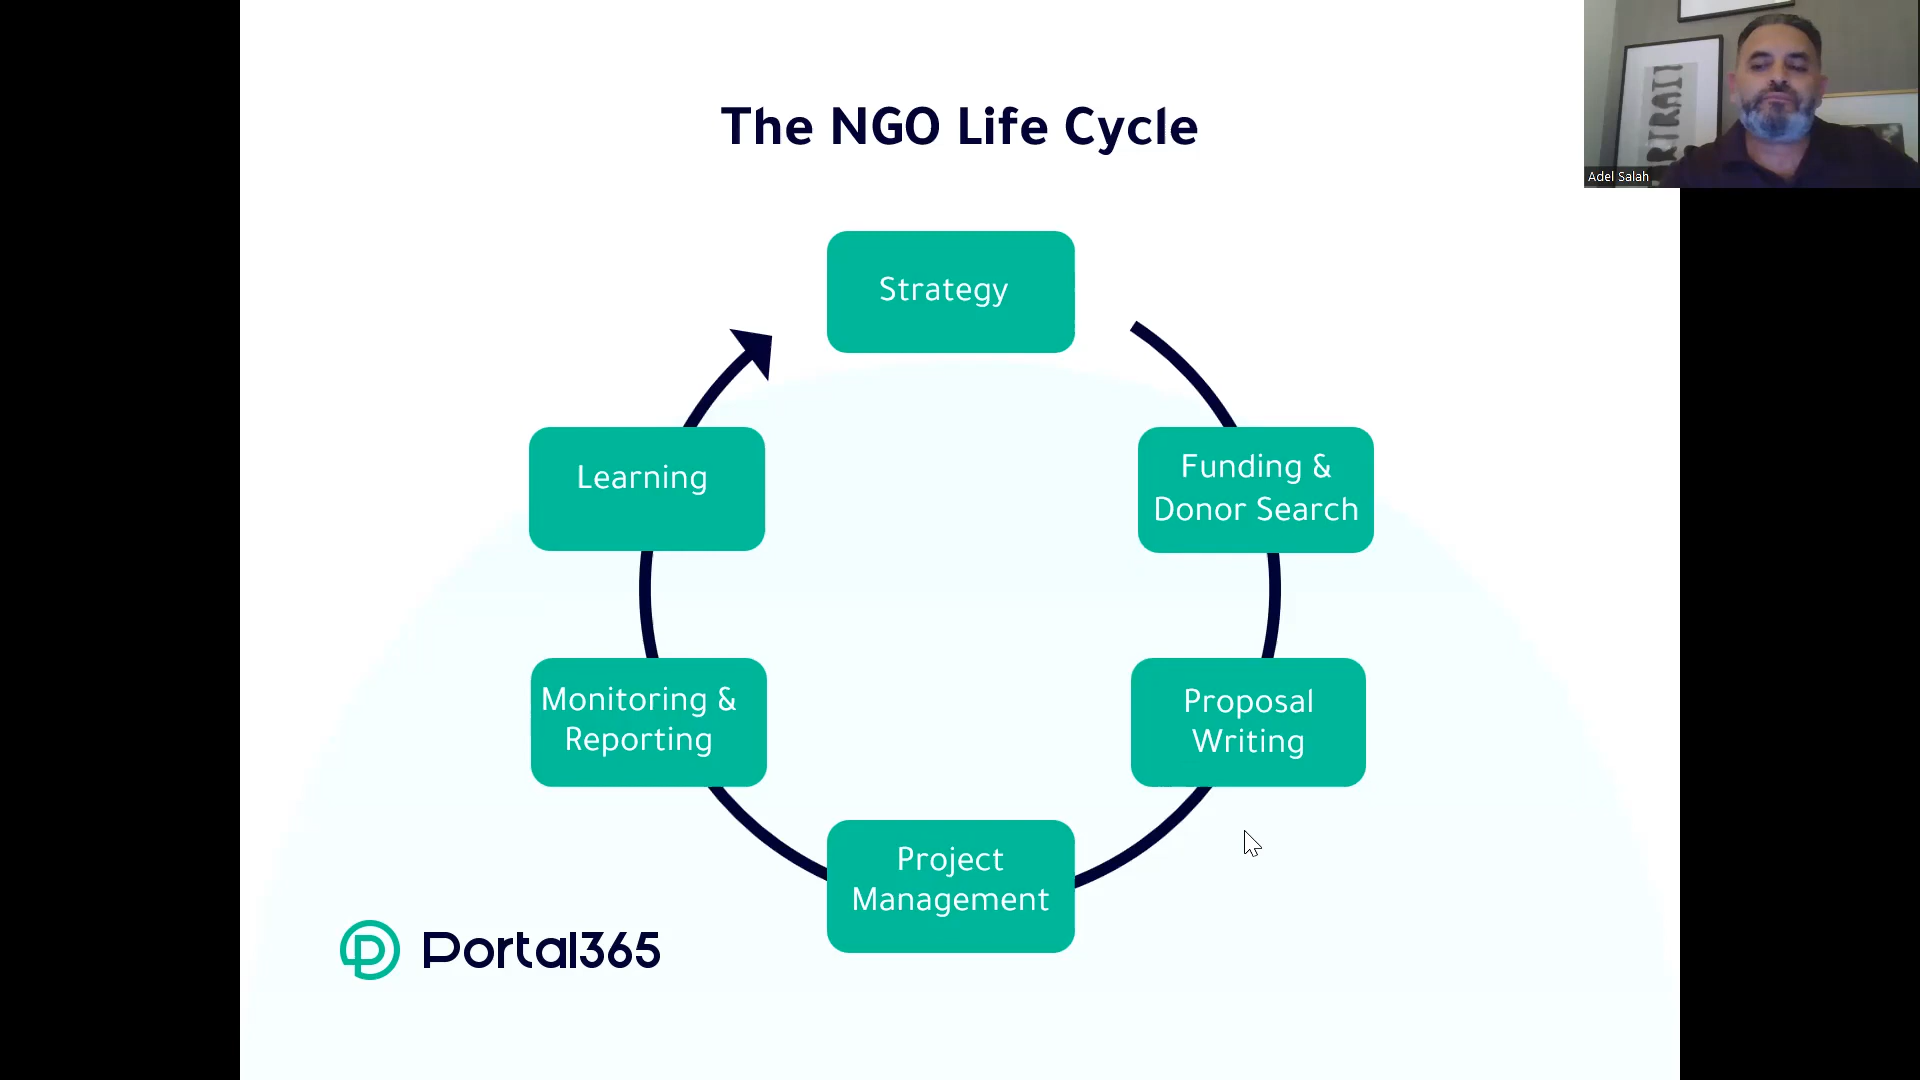 The NGO Life Cycle
Adel Salah
Strategy
Learning
Funding &
Donor Search
Monitoring &
Reporting
Proposal
Writing
Project
Management
Portal365